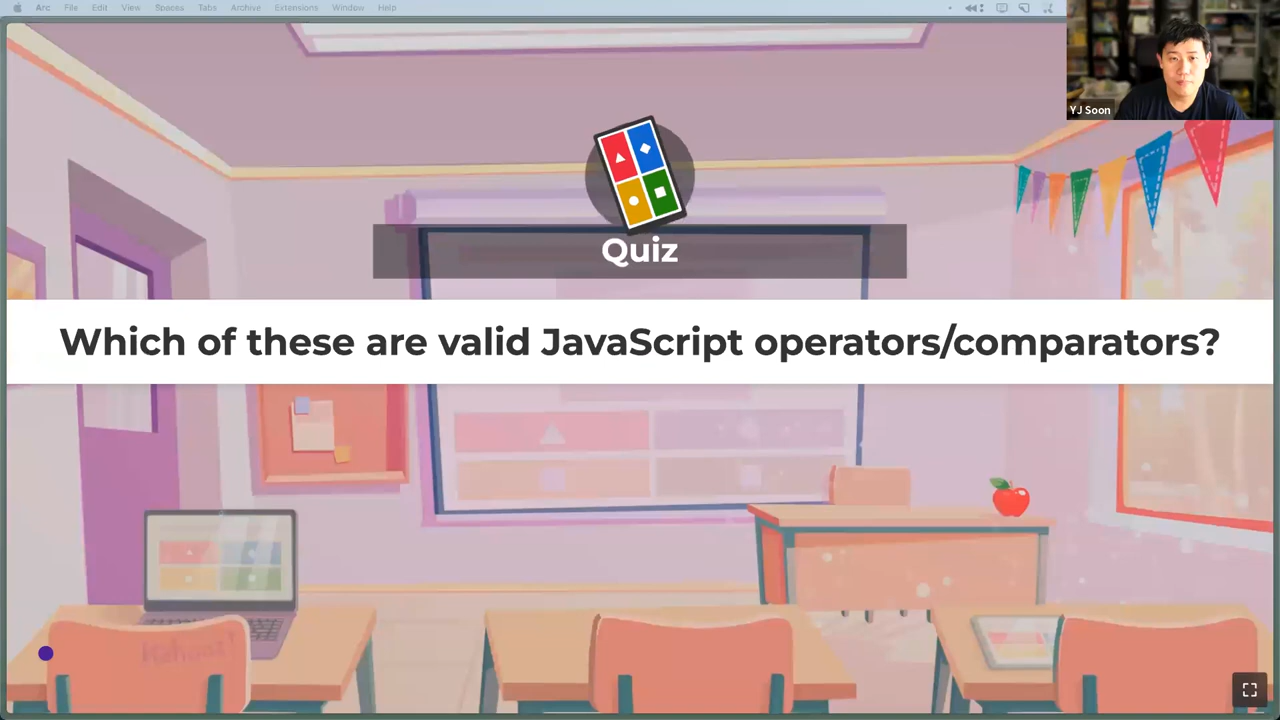 Arc File Edit View Spaces Tabs Archive Extensions Window Help
YJ Soon
Quiz
Which of these are valid JavaScript operators/comparators?
Kahoot!